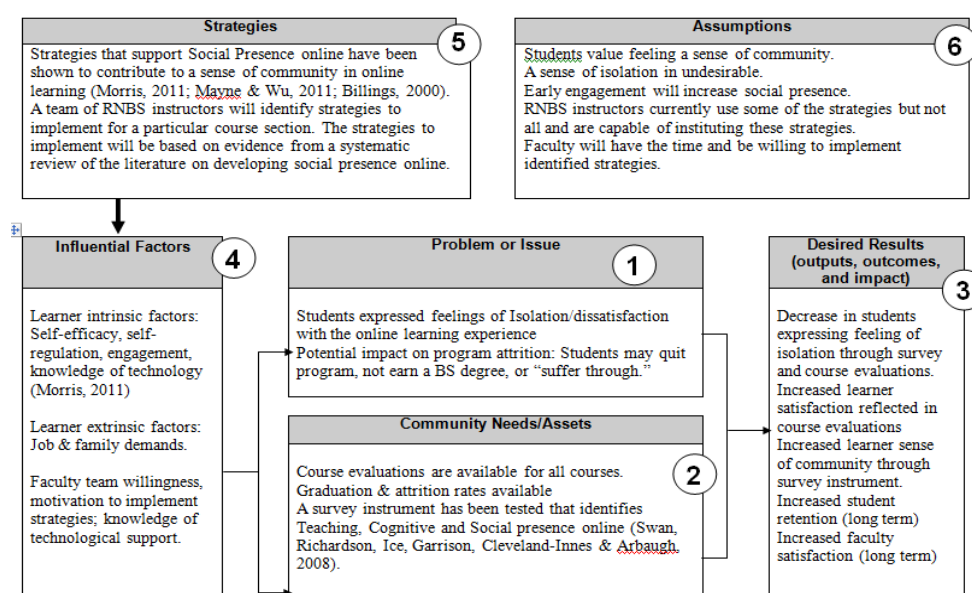 Strategies
5
Strategies that support Social Presence online have been
shown to contribute to a sense of community in online
learning (Morris, 2011; Mayne & Wu, 2011; Billings, 2000).
A team of RNBS instructors will identify strategies to
implement for a particular course section. The strategies to
implement will be based on evidence from a systematic
review of the literature on developing social presence online.
Assumptions
6
Students value feeling a sense of community.
A sense of isolation in undesirable.
Early engagement will increase social presence.
RNBS instructors currently use some of the strategies but not
all and are capable of instituting these strategies.
Faculty will have the time and be willing to implement
identified strategies.
Influential Factors
4
Learner intrinsic factors:
Self-efficacy, self-
regulation, engagement,
knowledge of technology
(Morris, 2011)
Learner extrinsic factors:
Job & family demands.
Faculty team willingness,
motivation to implement
strategies; knowledge of
technological support.
Problem or Issue
1
Students expressed feelings of Isolation/dissatisfaction
with the online learning experience
Potential impact on program attrition: Students may quit
program, not earn a BS degree, or “suffer through.”
Community Needs/Assets
2
Course evaluations are available for all courses.
Graduation & attrition rates available
A survey instrument has been tested that identifies
Teaching, Cognitive and Social presence online (Swan,
Richardson, Ice, Garrison, Cleveland-Innes & Arbaugh,
2008).
Desired Results
(outputs, outcomes,
and impact)
3
Decrease in students
expressing feeling of
isolation through survey
and course evaluations.
Increased learner
satisfaction reflected in
course evaluations
Increased learner sense
of community through
survey instrument.
Increased student
retention (long term)
Increased faculty
satisfaction (long term)